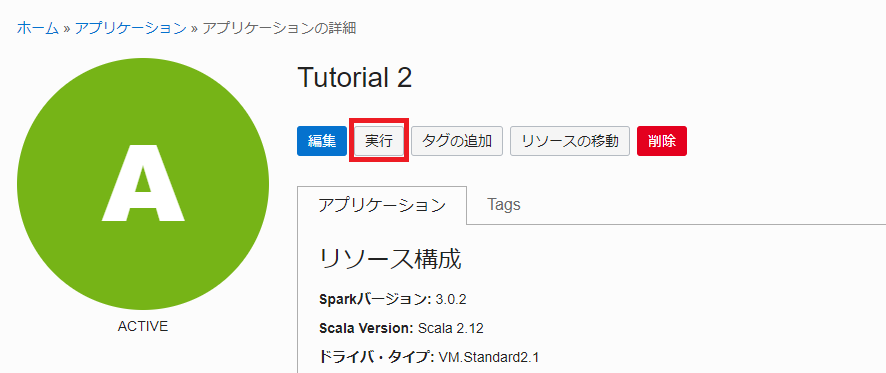 ホーム » アプリケーション » アプリケーションの詳細
A
ACTIVE
Tutorial 2
編集 実行 タグの追加 リソースの移動 削除
アプリケーション Tags
リソース構成
Sparkバージョン: 3.0.2
Scala Version: Scala 2.12
ドライバ・タイプ: VM.Standard2.1